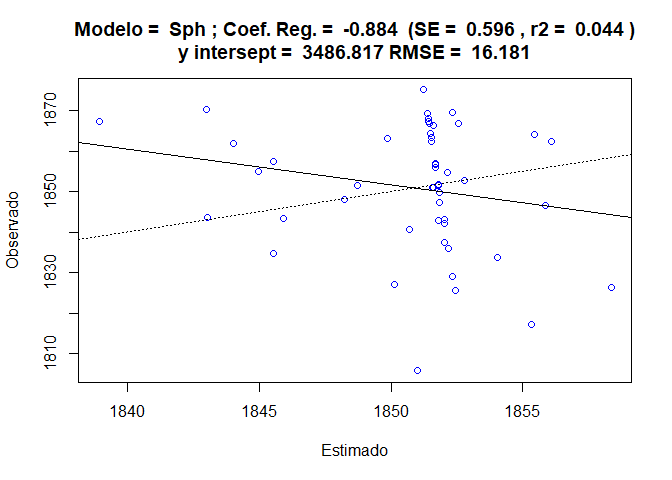 Modelo = Sph ; Coef. Reg. = -0.884 (SE = 0.596 , r2 = 0.044 )
y intersept = 3486.817 RMSE = 16.181
1870
1850
1830
1810
Observado
1840 1845 1850 1855
Estimado